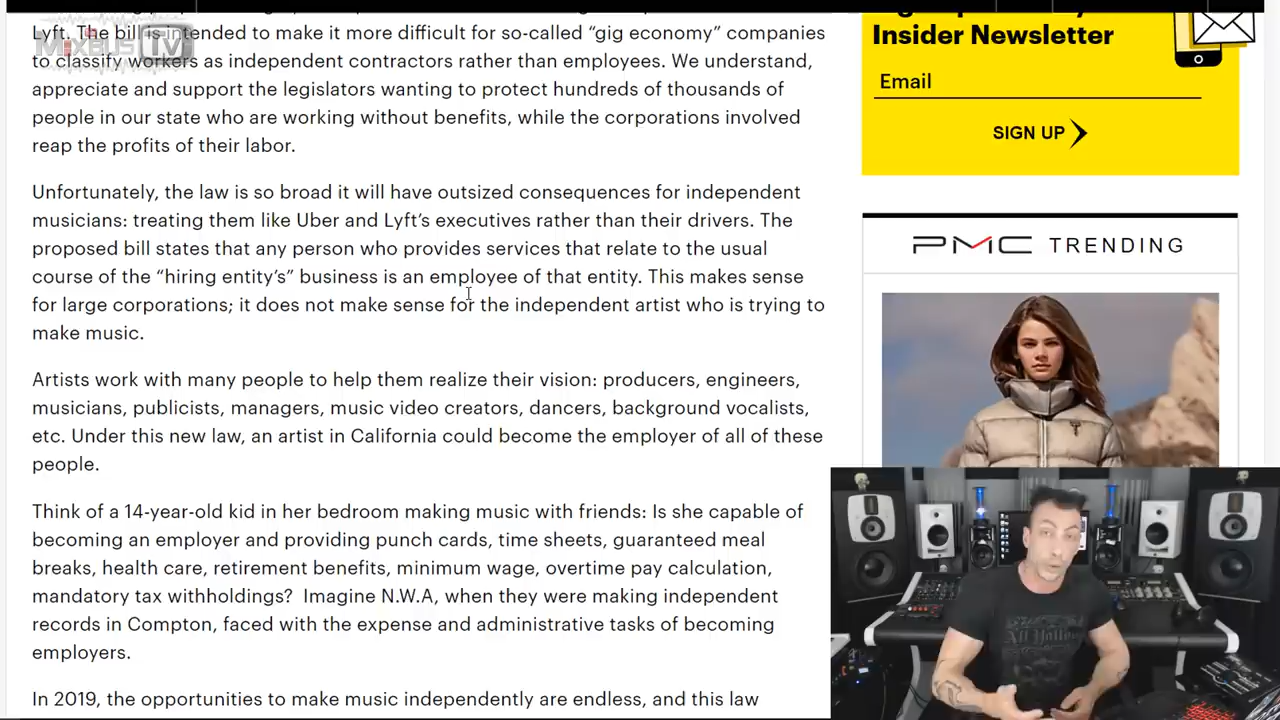 Lyft. The bill is intended to make it more difficult for so-called “gig economy” companies
to classify workers as independent contractors rather than employees. We understand,
appreciate and support the legislators wanting to protect hundreds of thousands of
people in our state who are working without benefits, while the corporations involved
reap the profits of their labor.
Unfortunately, the law is so broad it will have outsized consequences for independent
musicians: treating them like Uber and Lyft’s executives rather than their drivers. The
proposed bill states that any person who provides services that relate to the usual
course of the “hiring entity’s” business is an employee of that entity. This makes sense
for large corporations; it does not make sense for the independent artist who is trying to
make music.
Artists work with many people to help them realize their vision: producers, engineers,
musicians, publicists, managers, music video creators, dancers, background vocalists,
etc. Under this new law, an artist in California could become the employer of all of these
people.
Think of a 14-year-old kid in her bedroom making music with friends: Is she capable of
becoming an employer and providing punch cards, time sheets, guaranteed meal
breaks, health care, retirement benefits, minimum wage, overtime pay calculation,
mandatory tax withholdings? Imagine N.W.A, when they were making independent
records in Compton, faced with the expense and administrative tasks of becoming
employers.
In 2019, the opportunities to make music independently are endless, and this law
MixBus TV
Insider Newsletter
Email
SIGN UP
PMC TRENDING